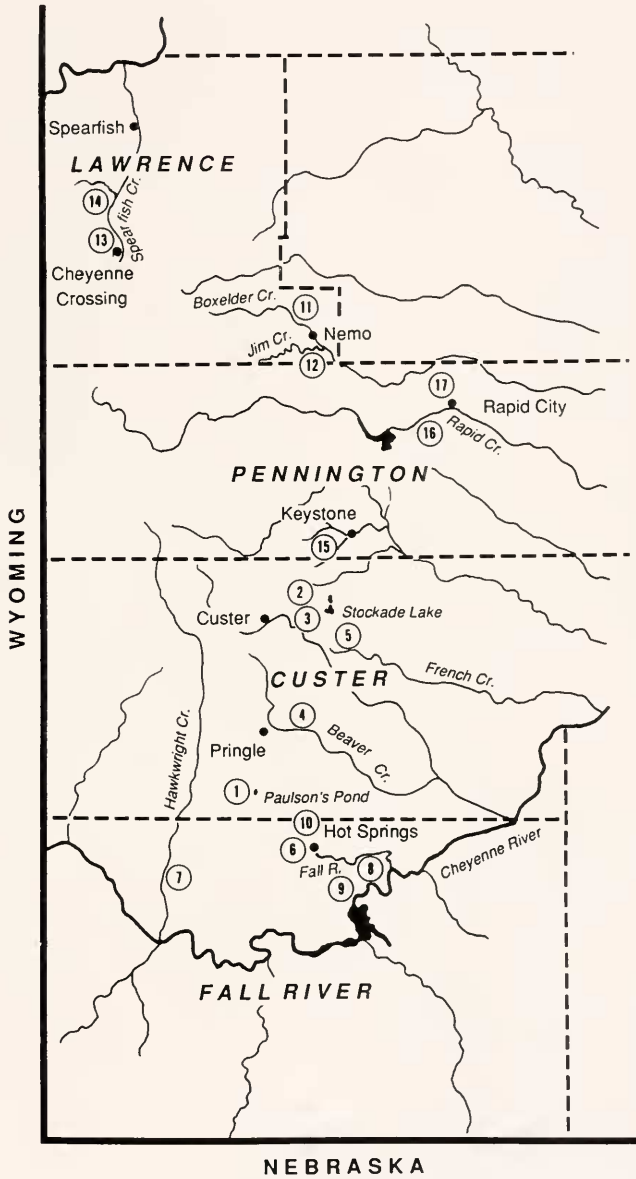 Spearfish
LAWRENCE
14
Spearfish Cr.
13
Cheyenne
Crossing
Boxelder Cr.
11
Nemo
Jim Cr.
12
17
Rapid City
16
Rapid Cr.
PENNINGTON
Keystone
15
WYOMING
2
Custer
3
Stockade Lake
5
CUSTER
French Cr.
4
Pringle
Beaver
Cr.
Hawkwright Cr.
1
Paulson's Pond
10
Hot Springs
6
Fall R.
8
Cheyenne River
7
9
FALL RIVER
NEBRASKA